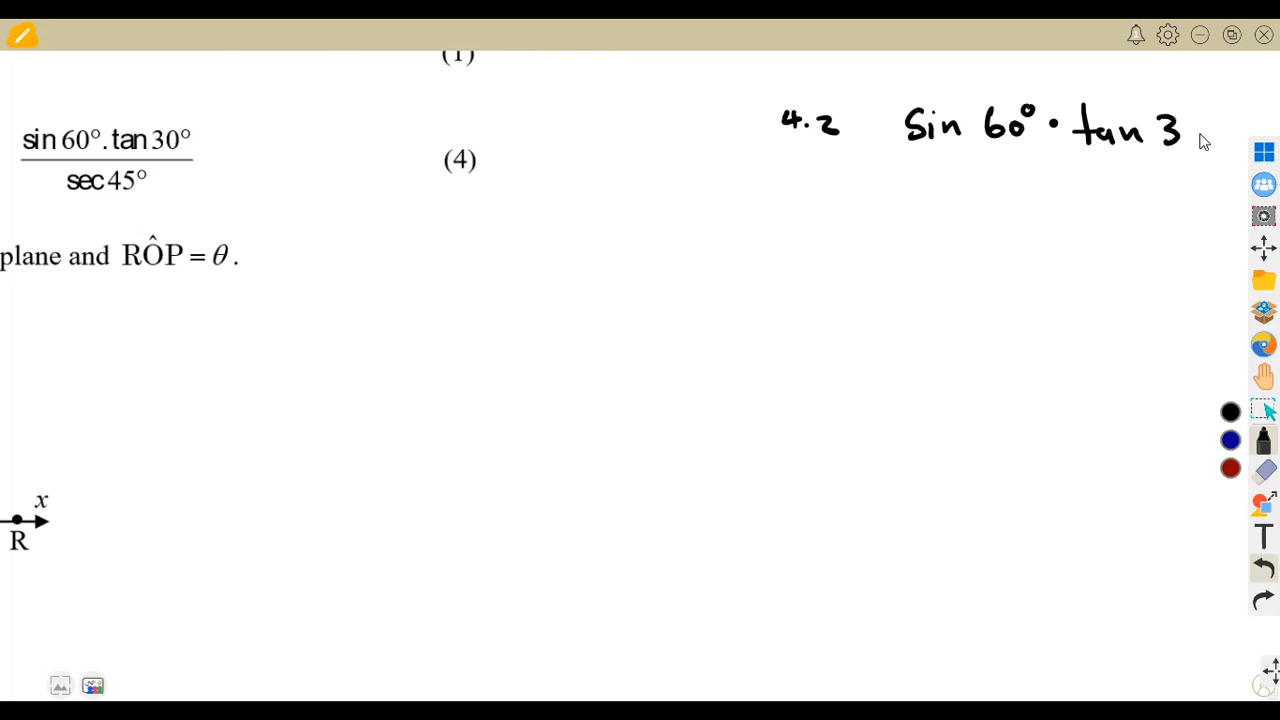 (1)
4.2 sin 60° · tan 3
sin 60°. tan 30°
sec 45°
(4)
plane and RÔP = θ.
x
R
T